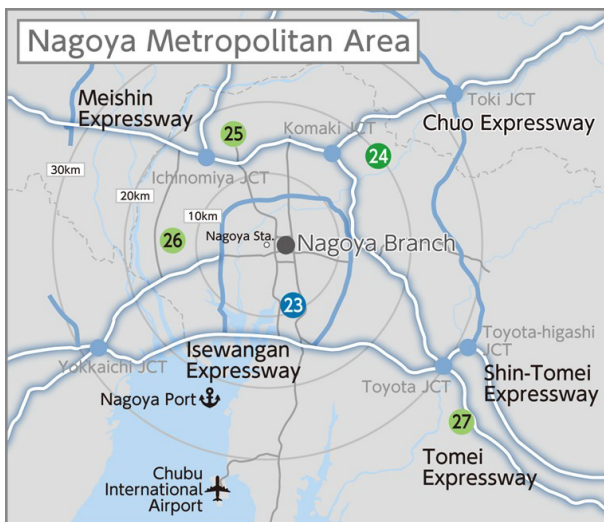 Nagoya Metropolitan Area
Toki JCT
Meishin
Expressway
25
Komaki JCT
Chuo Expressway
24
30km
Ichinomiya JCT
20km
10km
26
Nagoya Sta.
Nagoya Branch
23
Toyota-higashi
JCT
Yokkaichi JCT
Isewangan
Expressway
Toyota JCT
Shin-Tomei
Expressway
Nagoya Port
27
Tomei
Expressway
Chubu
International
Airport